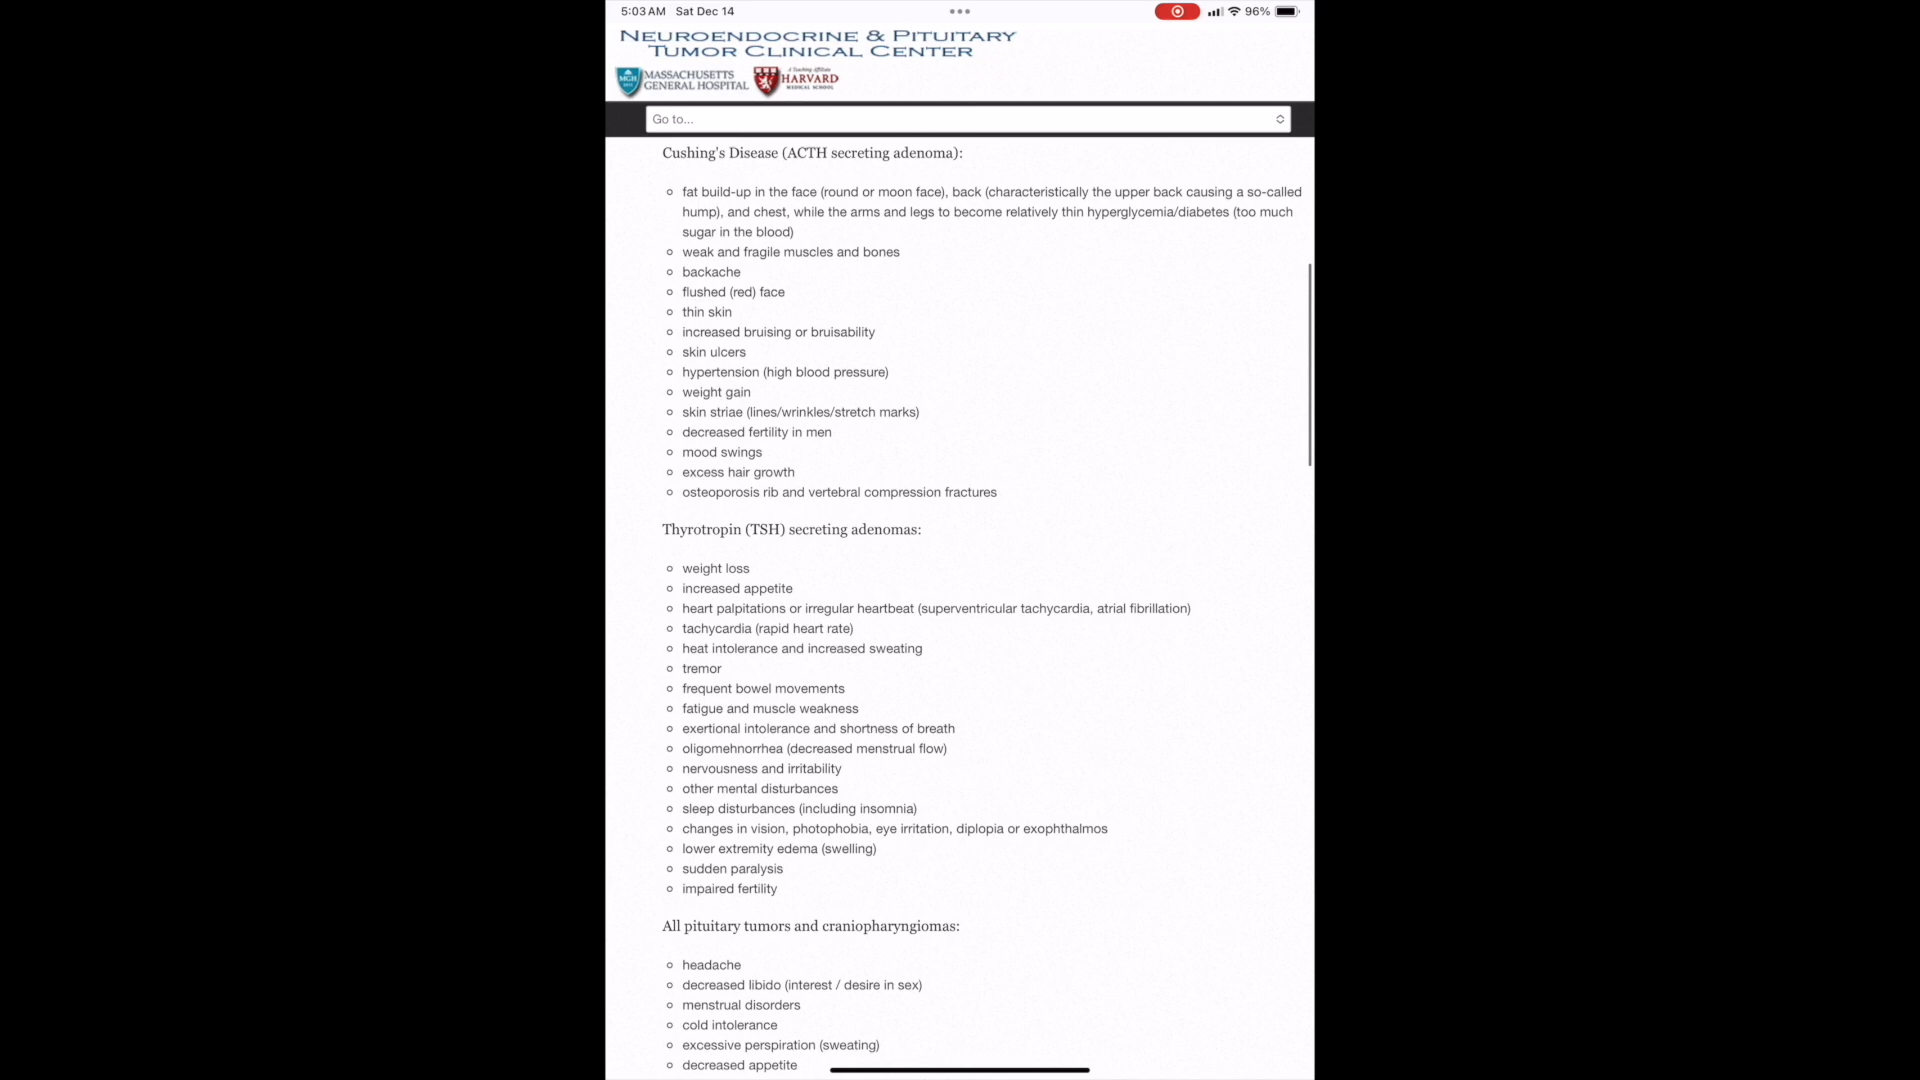 5:03 AM Sat Dec 14
96%
NEUROENDOCRINE & PITUITARY
TUMOR CLINICAL CENTER
MGH
MASSACHUSETTS
GENERAL HOSPITAL
A Teaching Affiliate
HARVARD
MEDICAL SCHOOL
Go to...
Cushing's Disease (ACTH secreting adenoma):
fat build-up in the face (round or moon face), back (characteristically the upper back causing a so-called
hump), and chest, while the arms and legs to become relatively thin hyperglycemia/diabetes (too much
sugar in the blood)
weak and fragile muscles and bones
backache
flushed (red) face
thin skin
increased bruising or bruisability
skin ulcers
hypertension (high blood pressure)
weight gain
skin striae (lines/wrinkles/stretch marks)
decreased fertility in men
mood swings
excess hair growth
osteoporosis rib and vertebral compression fractures
Thyrotropin (TSH) secreting adenomas:
weight loss
increased appetite
heart palpitations or irregular heartbeat (superventricular tachycardia, atrial fibrillation)
tachycardia (rapid heart rate)
heat intolerance and increased sweating
tremor
frequent bowel movements
fatigue and muscle weakness
exertional intolerance and shortness of breath
oligomehnorrhea (decreased menstrual flow)
nervousness and irritability
other mental disturbances
sleep disturbances (including insomnia)
changes in vision, photophobia, eye irritation, diplopia or exophthalmos
lower extremity edema (swelling)
sudden paralysis
impaired fertility
All pituitary tumors and craniopharyngiomas:
headache
decreased libido (interest / desire in sex)
menstrual disorders
cold intolerance
excessive perspiration (sweating)
decreased appetite